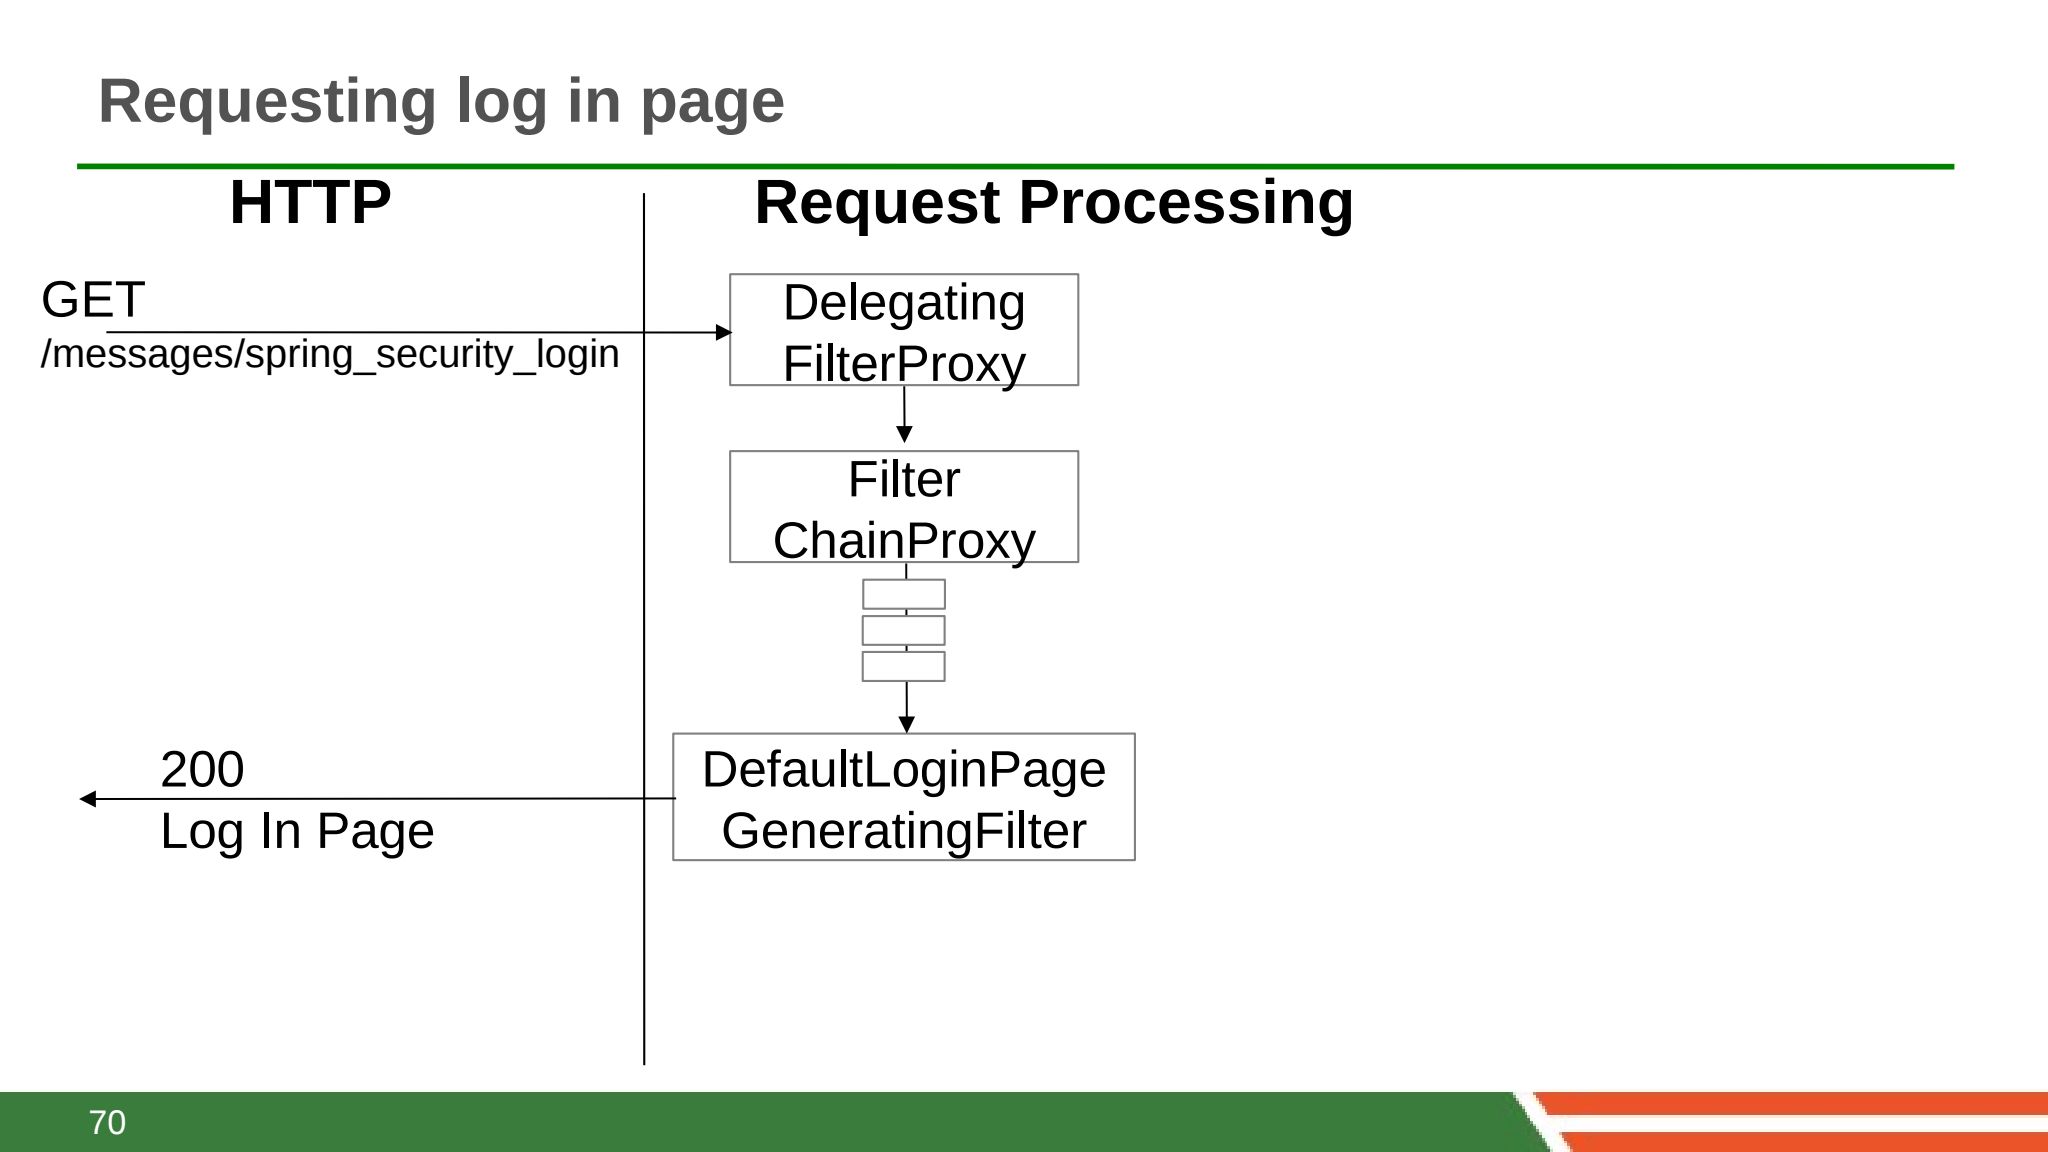 Requesting log in page
HTTP
Request Processing
GET
/messages/spring_security_login
Delegating
FilterProxy
Filter
ChainProxy
200
Log In Page
DefaultLoginPage
GeneratingFilter
70